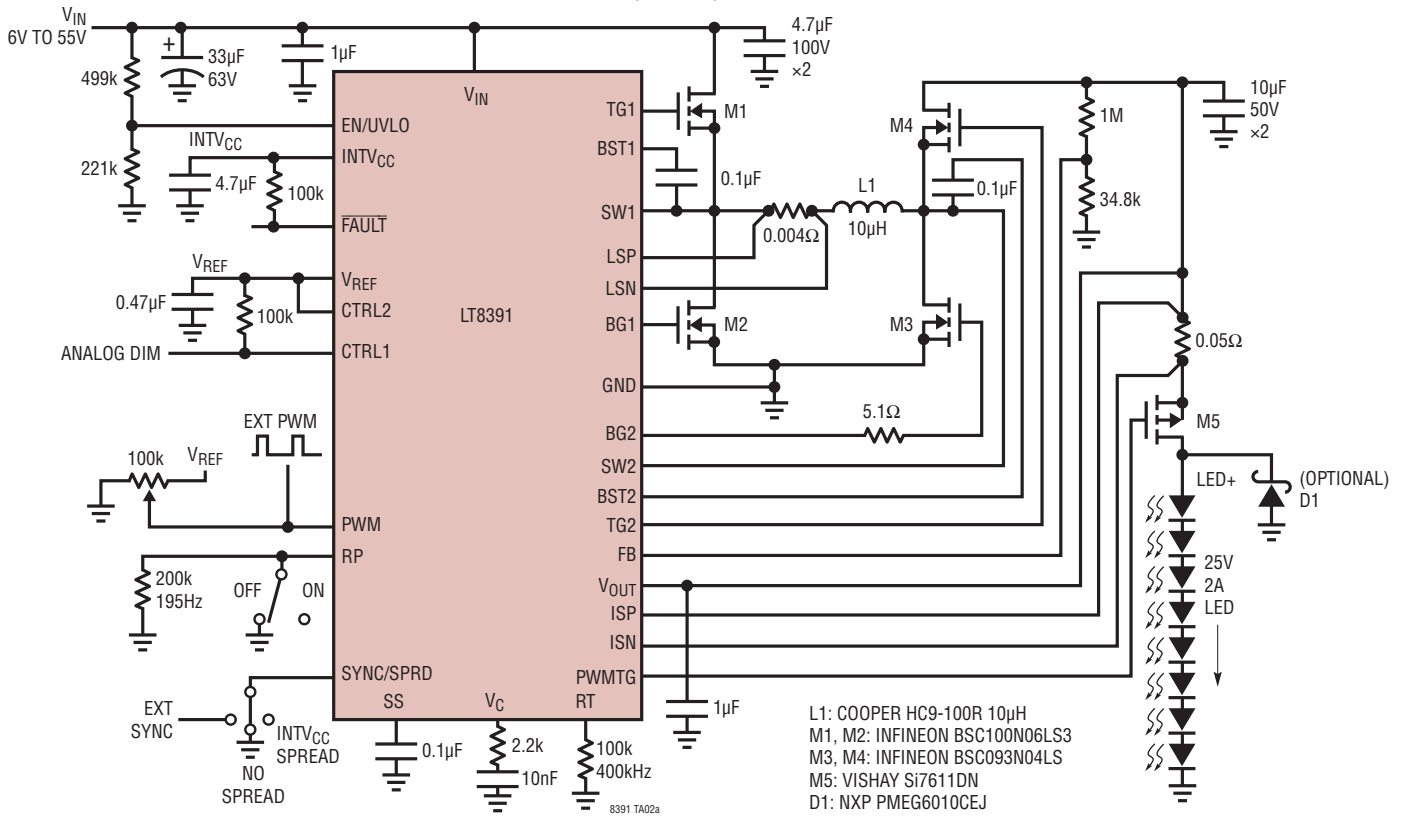 VIN
6V TO 55V
499k
+
33µF
63V
1µF
4.7µF
100V
×2
221k
INTVCC
4.7µF
100k
VREF
0.47µF
100k
ANALOG DIM
EXT PWM
100k
VREF
200k
195Hz
OFF
ON
EXT
SYNC
INTVCC
SPREAD
NO
SPREAD
VIN
EN/UVLO
INTVCC
FAULT
VREF
CTRL2
CTRL1
LT8391
PWM
RP
SYNC/SPRD
SS
VC
RT
TG1
BST1
SW1
LSP
LSN
BG1
GND
BG2
SW2
BST2
TG2
FB
VOUT
ISP
ISN
PWMTG
0.1µF
2.2k
10nF
100k
400kHz
8391 TA02a
1µF
M1
0.1µF
0.004Ω
L1
10µH
M2
M4
0.1µF
M3
5.1Ω
1M
34.8k
10µF
50V
×2
0.05Ω
M5
LED+
(OPTIONAL)
D1
25V
2A
LED
L1: COOPER HC9-100R 10µH
M1, M2: INFINEON BSC100N06LS3
M3, M4: INFINEON BSC093N04LS
M5: VISHAY Si7611DN
D1: NXP PMEG6010CEJ